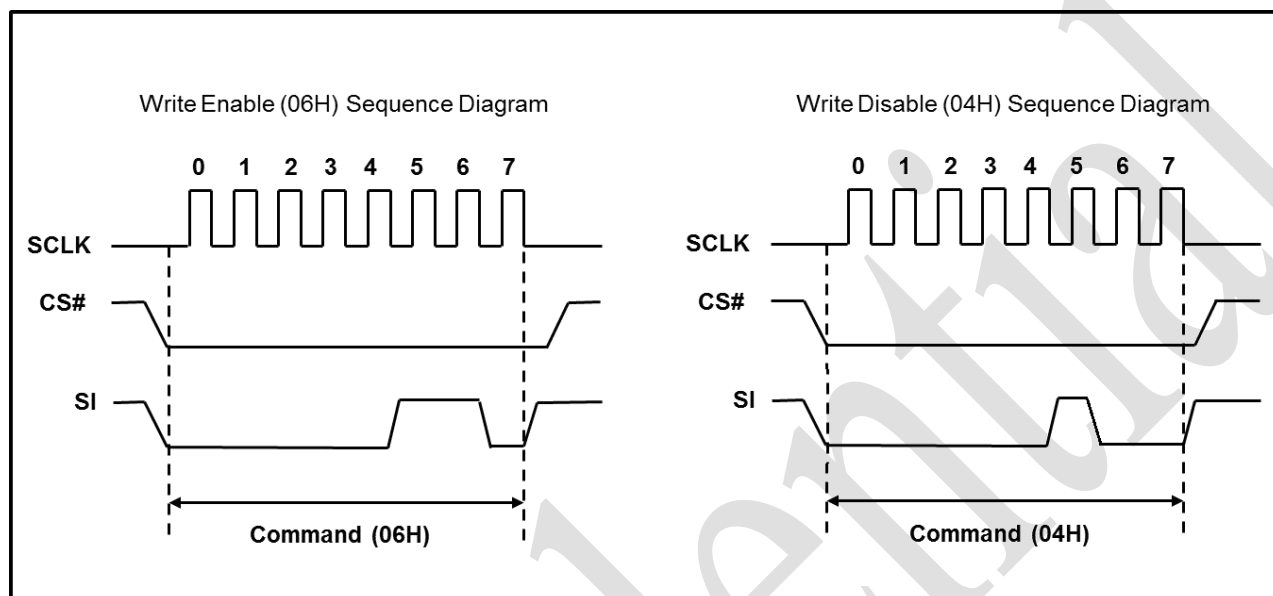 Write Enable (06H) Sequence Diagram
0 1 2 3 4 5 6 7
SCLK
CS#
SI
Command (06H)
Write Disable (04H) Sequence Diagram
0 1 2 3 4 5 6 7
SCLK
CS#
SI
Command (04H)